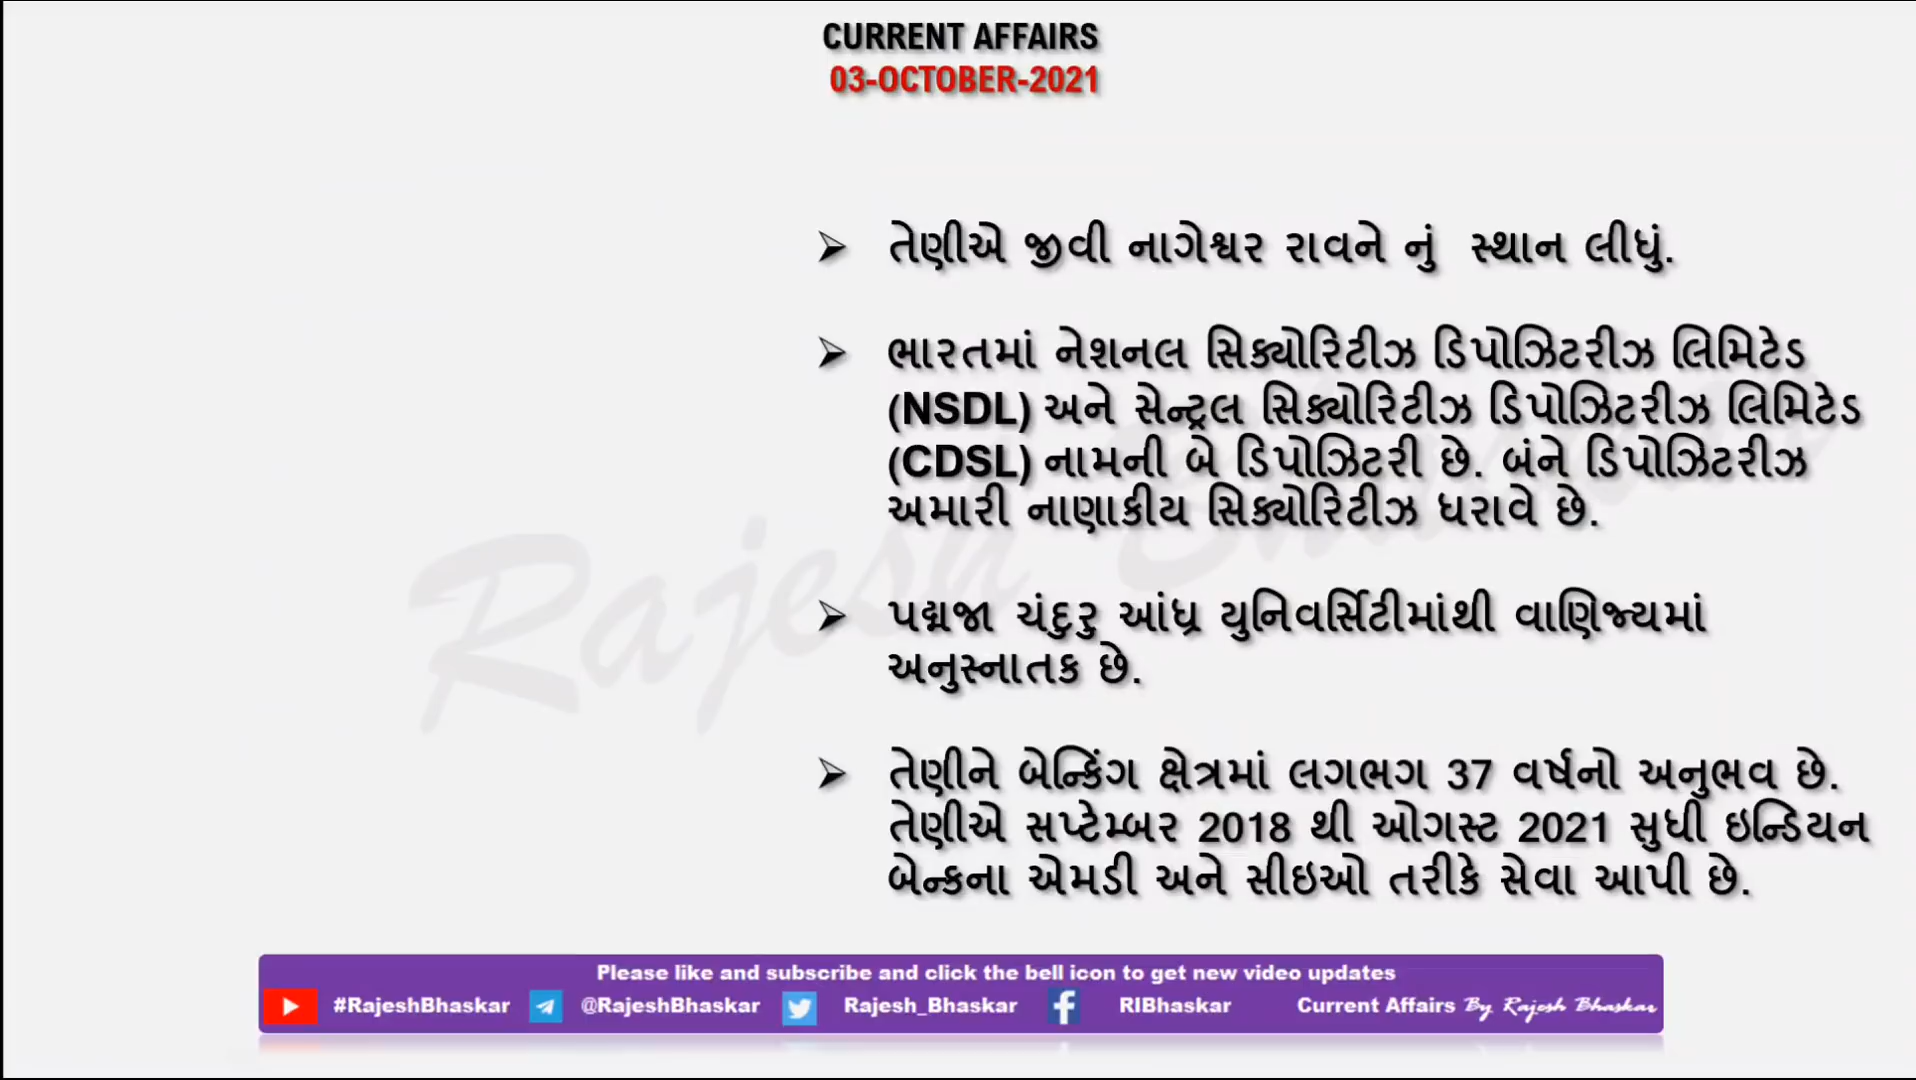 CURRENT AFFAIRS
03-OCTOBER-2021
➢ તેણીએ જીવી નાગેશ્વર રાવને નું સ્થાન લીધું.
➢ ભારતમાં નેશનલ સિક્યોરિટીઝ ડિપોઝિટરીઝ લિમિટેડ
(NSDL) અને સેન્ટ્રલ સિક્યોરિટીઝ ડિપોઝિટરીઝ લિમિટેડ
(CDSL) નામની બે ડિપોઝિટરી છે. બંને ડિપોઝિટરીઝ
અમારી નાણાકીય સિક્યોરિટીઝ ધરાવે છે.
➢ પદ્મજા ચંદુરુ આંધ્ર યુનિવર્સિટીમાંથી વાણિજ્યમાં
અનુસ્નાતક છે.
➢ તેણીને બેન્કિંગ ક્ષેત્રમાં લગભગ 37 વર્ષનો અનુભવ છે.
તેણીએ સપ્ટેમ્બર 2018 થી ઓગસ્ટ 2021 સુધી ઇન્ડિયન
બેન્કના એમડી અને સીઇઓ તરીકે સેવા આપી છે.
Rajesh Bhaskar
Please like and subscribe and click the bell icon to get new video updates
#RajeshBhaskar @RajeshBhaskar Rajesh_Bhaskar RIBhaskar Current Affairs By Rajesh Bhaskar